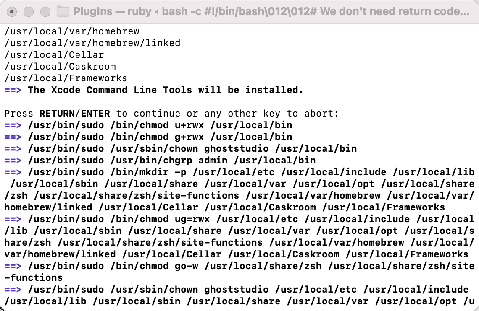 PlugIns — ruby • bash -c #!/bin/bash\012\012# We don't need return code...
/usr/local/var/homebrew
/usr/local/var/homebrew/linked
/usr/local/Cellar
/usr/local/Caskroom
/usr/local/Frameworks
==> The Xcode Command Line Tools will be installed.
Press RETURN/ENTER to continue or any other key to abort:
==> /usr/bin/sudo /bin/chmod u+rwx /usr/local/bin
==> /usr/bin/sudo /bin/chmod g+rwx /usr/local/bin
==> /usr/bin/sudo /usr/sbin/chown ghoststudio /usr/local/bin
==> /usr/bin/sudo /usr/bin/chgrp admin /usr/local/bin
==> /usr/bin/sudo /bin/mkdir -p /usr/local/etc /usr/local/include /usr/local/lib
/usr/local/sbin /usr/local/share /usr/local/var /usr/local/opt /usr/local/share
/zsh /usr/local/share/zsh/site-functions /usr/local/var/homebrew /usr/local/var/
homebrew/linked /usr/local/Cellar /usr/local/Caskroom /usr/local/Frameworks
==> /usr/bin/sudo /bin/chmod ug=rwx /usr/local/etc /usr/local/include /usr/local
/lib /usr/local/sbin /usr/local/share /usr/local/var /usr/local/opt /usr/local/s
hare/zsh /usr/local/share/zsh/site-functions /usr/local/var/homebrew /usr/local/
var/homebrew/linked /usr/local/Cellar /usr/local/Caskroom /usr/local/Frameworks
==> /usr/bin/sudo /bin/chmod go-w /usr/local/share/zsh /usr/local/share/zsh/site
-functions
==> /usr/bin/sudo /usr/sbin/chown ghoststudio /usr/local/etc /usr/local/include
/usr/local/lib /usr/local/sbin /usr/local/share /usr/local/var /usr/local/opt /u